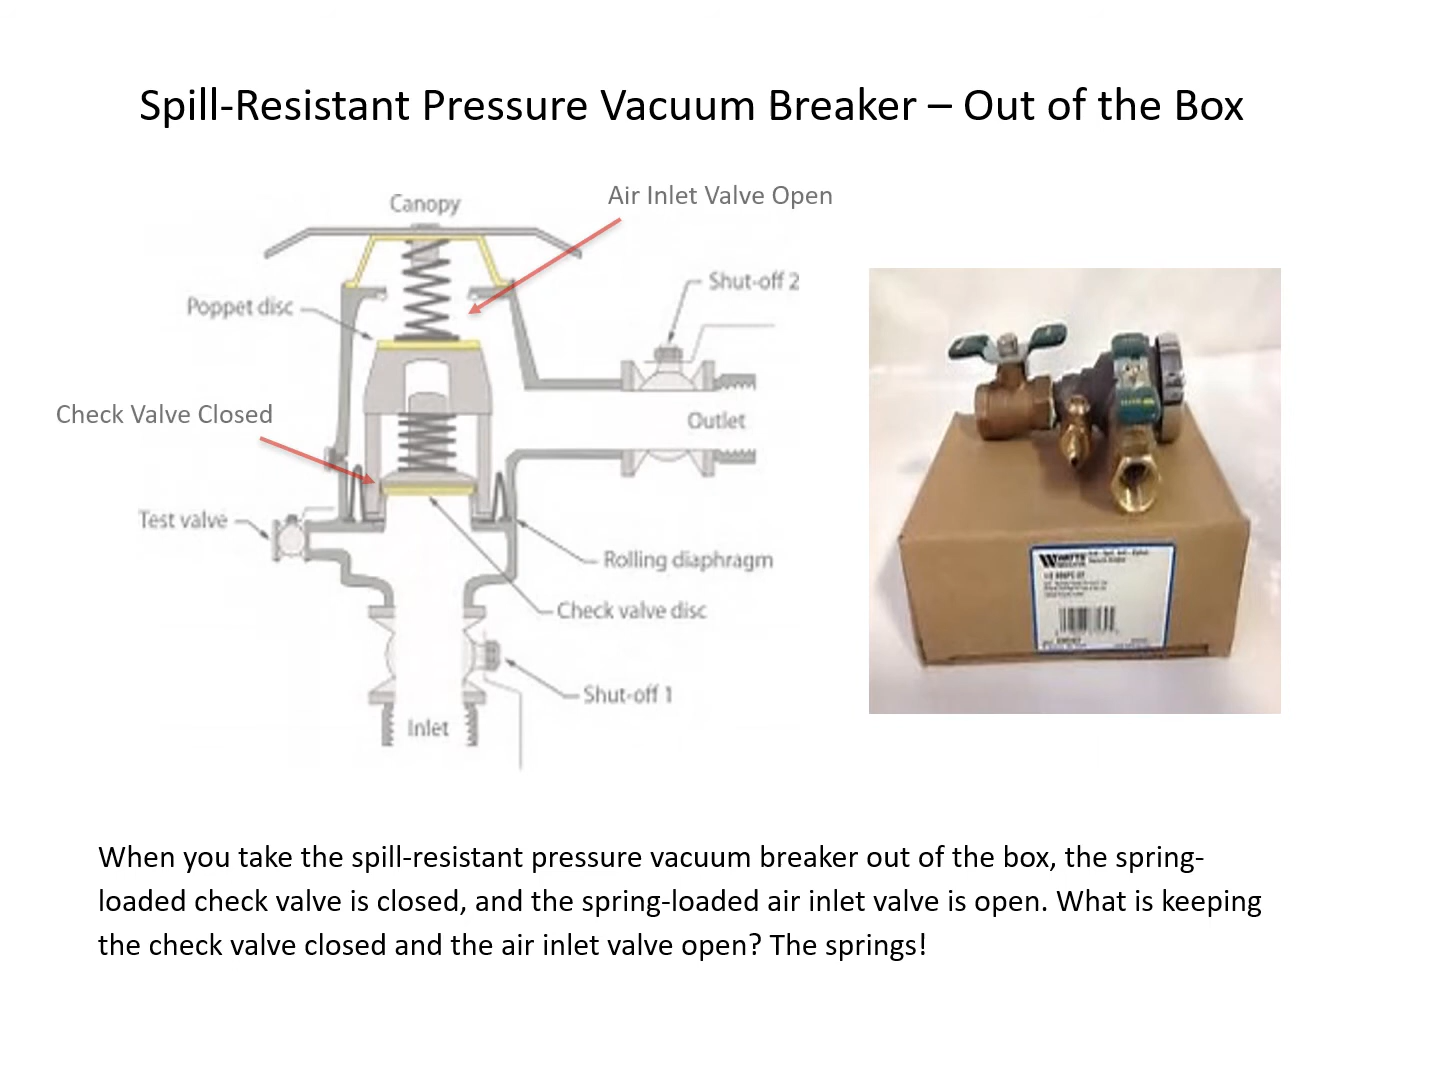 Spill-Resistant Pressure Vacuum Breaker – Out of the Box
Air Inlet Valve Open
Canopy
Shut-off 2
Poppet disc
Check Valve Closed
Outlet
Test valve
Rolling diaphragm
Check valve disc
Shut-off 1
Inlet
WATTS
When you take the spill-resistant pressure vacuum breaker out of the box, the spring-
loaded check valve is closed, and the spring-loaded air inlet valve is open. What is keeping
the check valve closed and the air inlet valve open? The springs!